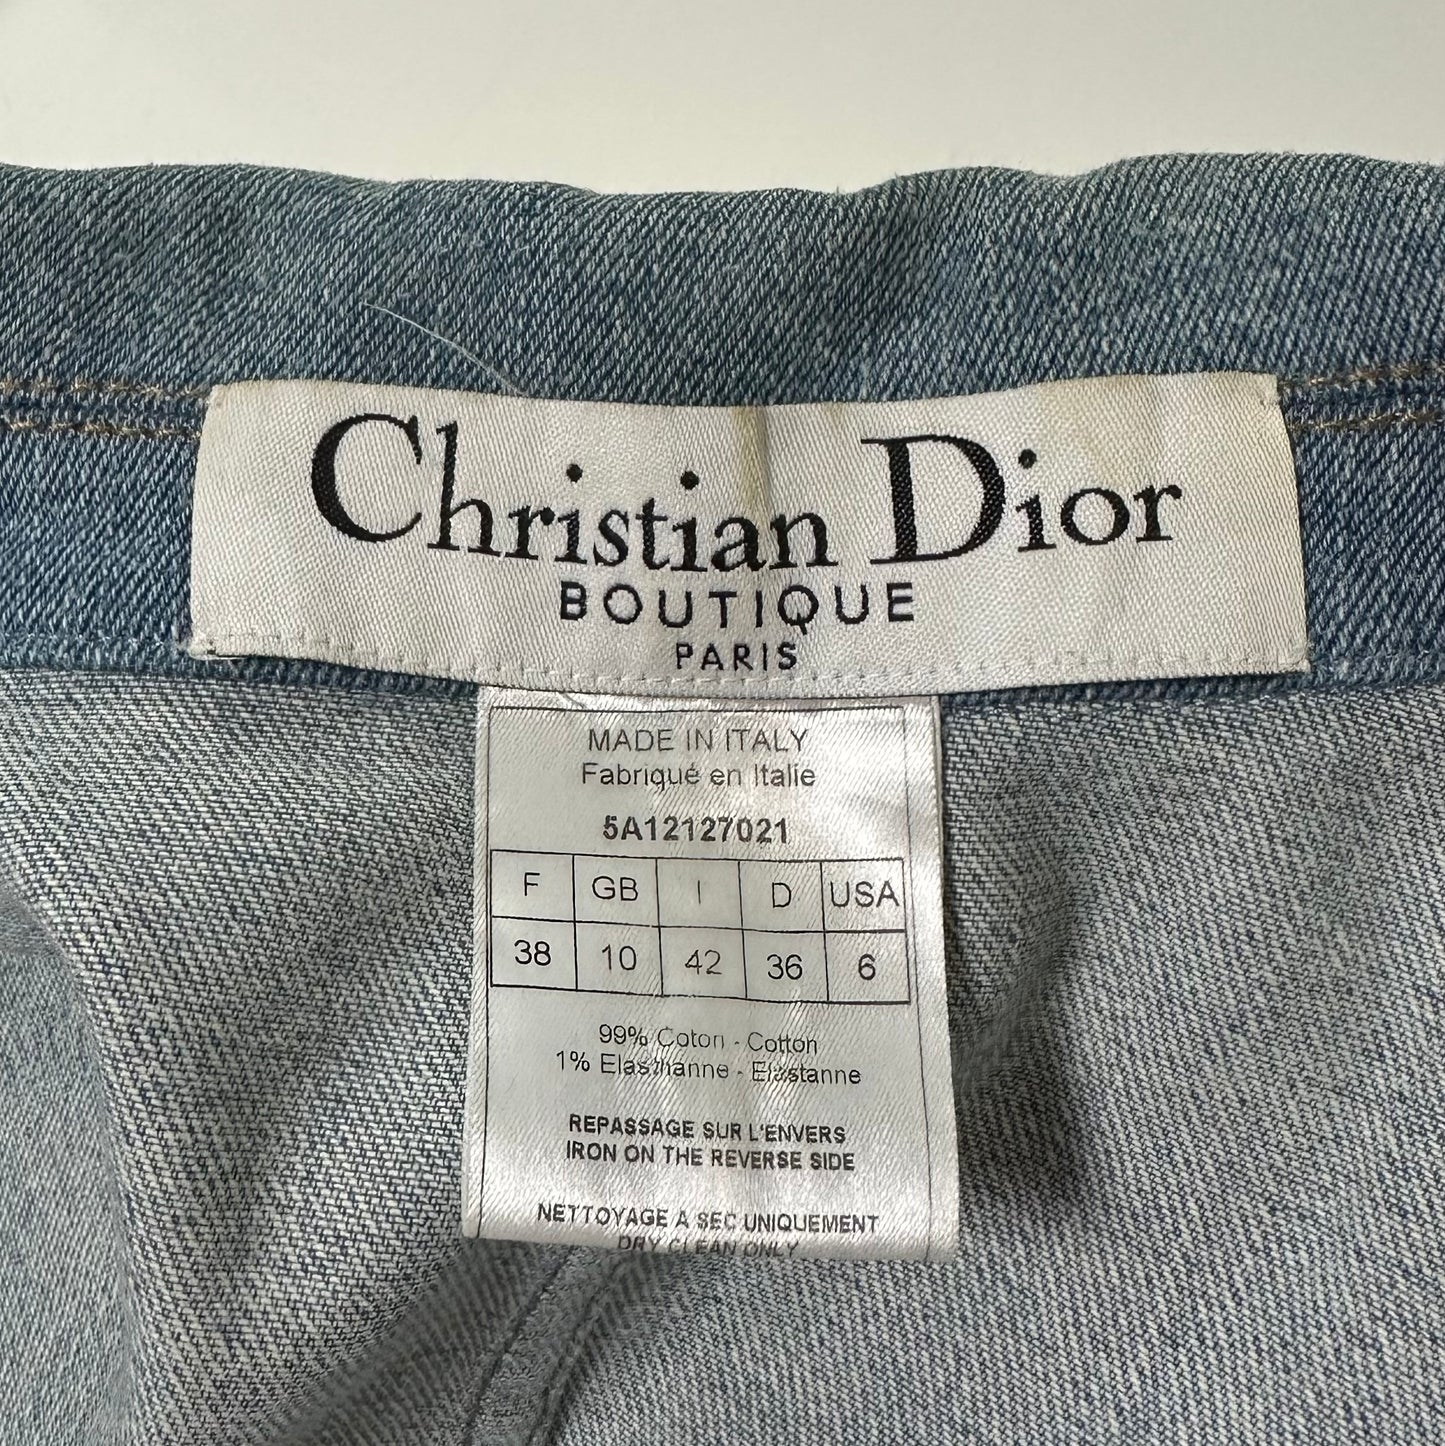 Christian Dior
BOUTIQUE
PARIS
MADE IN ITALY
Fabriqué en Italie
5A12127021
F GB I D USA
38 10 42 36 6
99% Coton - Cotton
1% Elasthanne - Elastanne
REPASSAGE SUR L'ENVERS
IRON ON THE REVERSE SIDE
NETTOYAGE A SEC UNIQUEMENT
DRY CLEAN ONLY